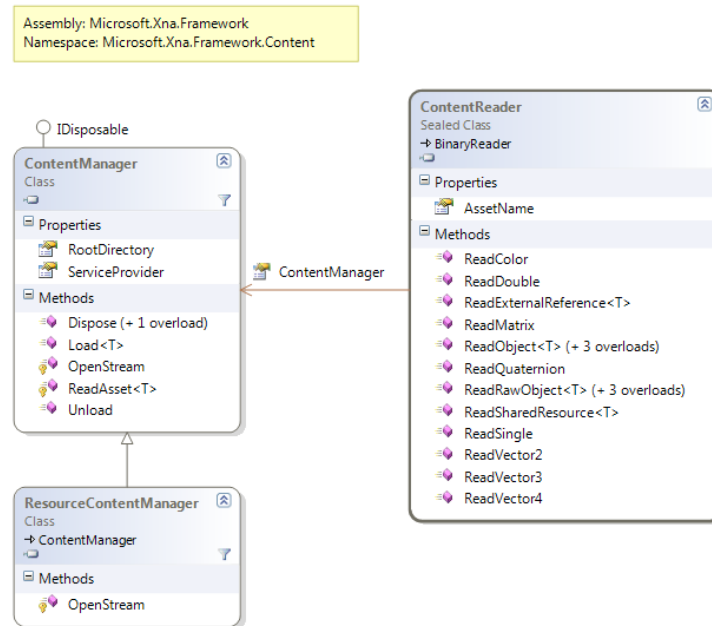 Assembly: Microsoft.Xna.Framework
Namespace: Microsoft.Xna.Framework.Content
IDisposable
ContentManager
Class
Properties
RootDirectory
ServiceProvider
Methods
Dispose (+ 1 overload)
Load<T>
OpenStream
ReadAsset<T>
Unload
ContentManager
ContentReader
Sealed Class
BinaryReader
Properties
AssetName
Methods
ReadColor
ReadDouble
ReadExternalReference<T>
ReadMatrix
ReadObject<T> (+ 3 overloads)
ReadQuaternion
ReadRawObject<T> (+ 3 overloads)
ReadSharedResource<T>
ReadSingle
ReadVector2
ReadVector3
ReadVector4
ResourceContentManager
Class
ContentManager
Methods
OpenStream